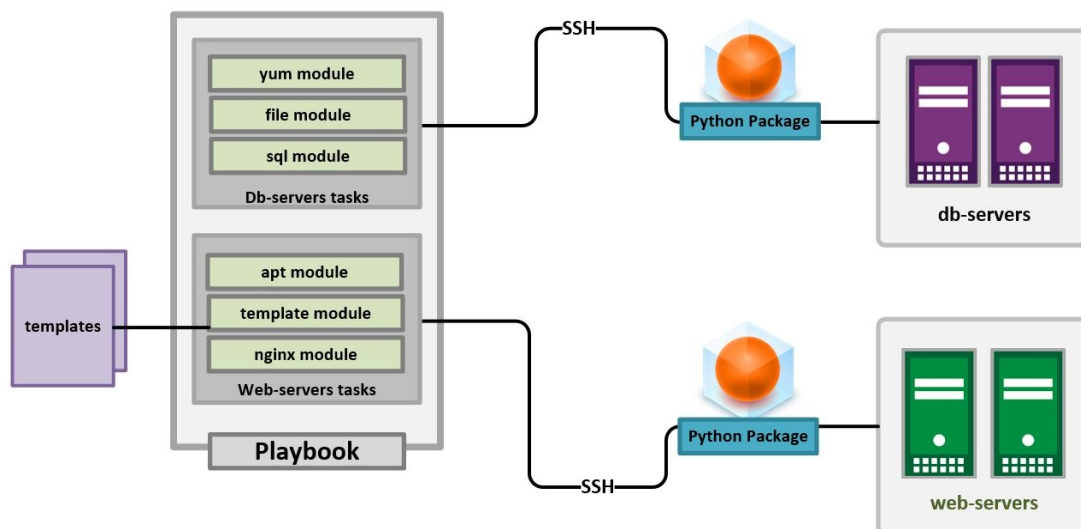 SSH
yum module
file module
sql module
Db-servers tasks
Python Package
db-servers
templates
apt module
template module
nginx module
Web-servers tasks
Playbook
SSH
Python Package
web-servers